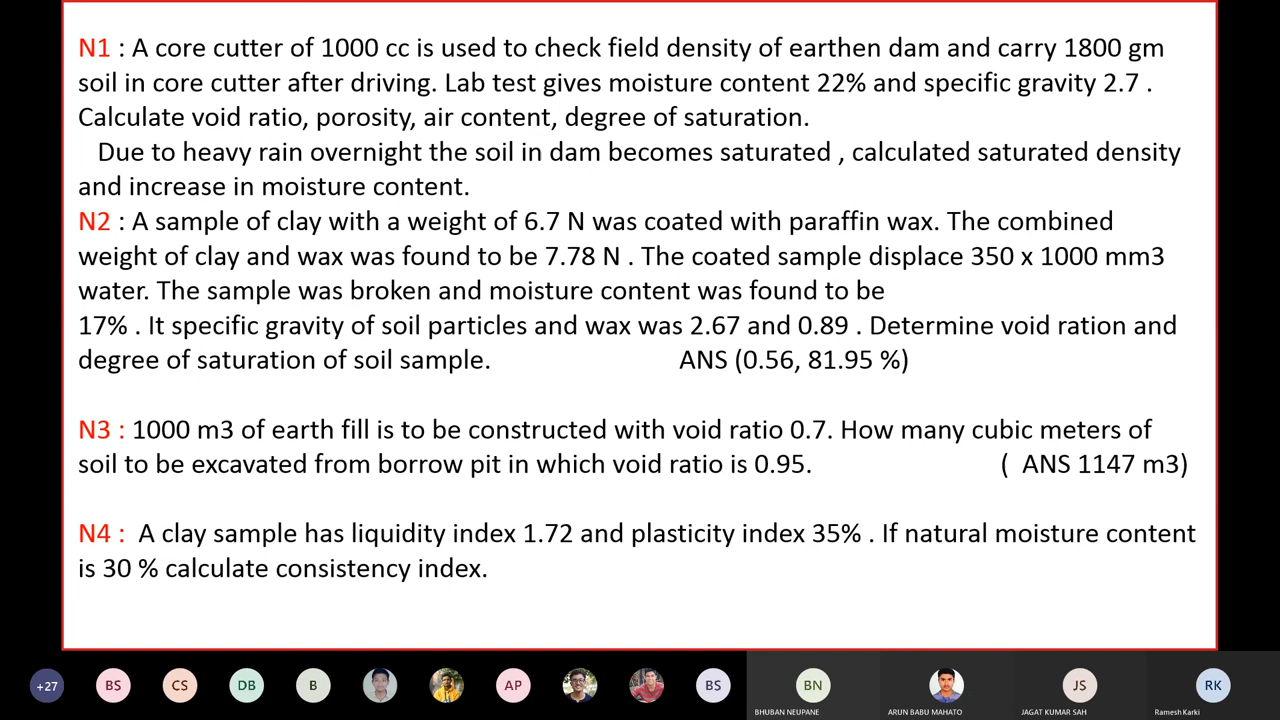 N1 : A core cutter of 1000 cc is used to check field density of earthen dam and carry 1800 gm
soil in core cutter after driving. Lab test gives moisture content 22% and specific gravity 2.7 .
Calculate void ratio, porosity, air content, degree of saturation.
Due to heavy rain overnight the soil in dam becomes saturated , calculated saturated density
and increase in moisture content.
N2 : A sample of clay with a weight of 6.7 N was coated with paraffin wax. The combined
weight of clay and wax was found to be 7.78 N . The coated sample displace 350 x 1000 mm3
water. The sample was broken and moisture content was found to be
17% . It specific gravity of soil particles and wax was 2.67 and 0.89 . Determine void ration and
degree of saturation of soil sample. ANS (0.56, 81.95 %)
N3 : 1000 m3 of earth fill is to be constructed with void ratio 0.7. How many cubic meters of
soil to be excavated from borrow pit in which void ratio is 0.95. ( ANS 1147 m3)
N4 : A clay sample has liquidity index 1.72 and plasticity index 35% . If natural moisture content
is 30 % calculate consistency index.
+27 BS CS DB B AP BS BN JS RK
BHUBAN NEUPANE ARUN BABU MAHATO JAGAT KUMAR SAH Ramesh Karki